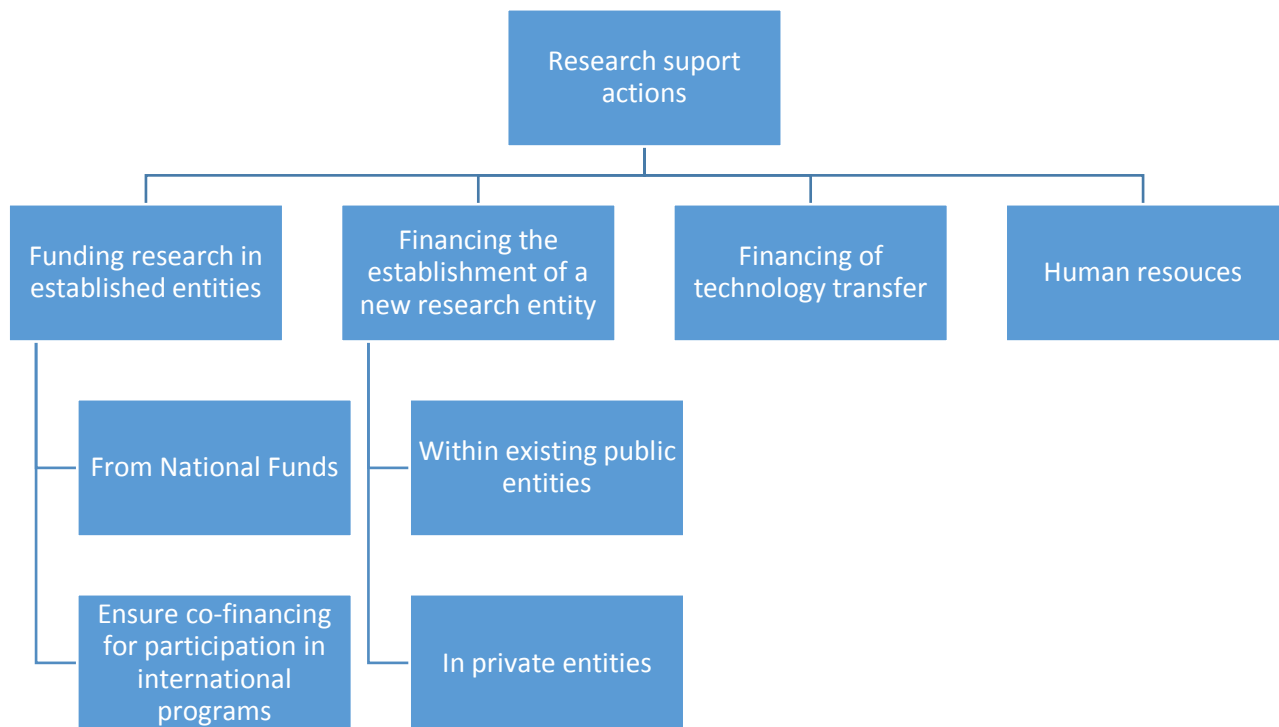 Research suport
actions
Funding research in
established entities
Financing the
establishment of a
new research entity
Financing of
technology transfer
Human resouces
From National Funds
Within existing public
entities
Ensure co-financing
for participation in
international
programs
In private entities